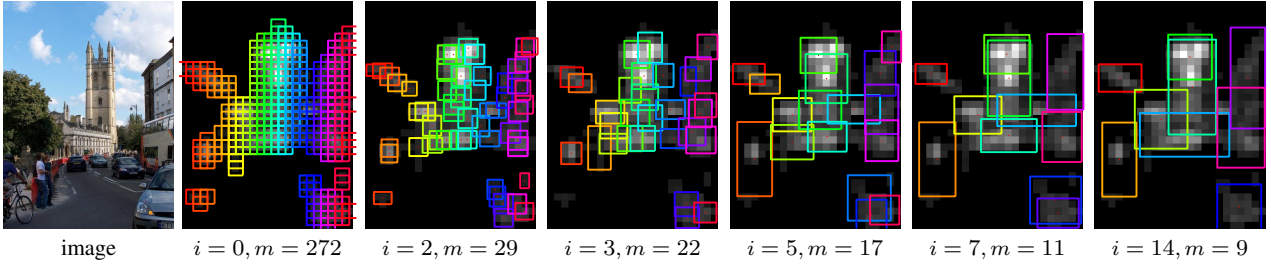 image
i = 0, m = 272
i = 2, m = 29
i = 3, m = 22
i = 5, m = 17
i = 7, m = 11
i = 14, m = 9